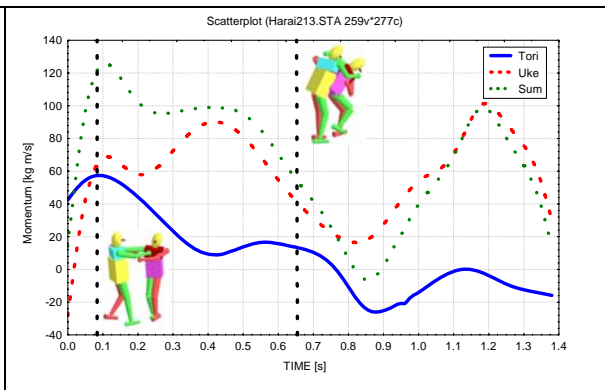 Scatterplot (Harai213.STA 259v*277c)
140
120
100
80
60
40
20
0
-20
-40
Momentum [kg m/s]
Tori
Uke
Sum
0.0 0.1 0.2 0.3 0.4 0.5 0.6 0.7 0.8 0.9 1.0 1.1 1.2 1.3 1.4
TIME [s]